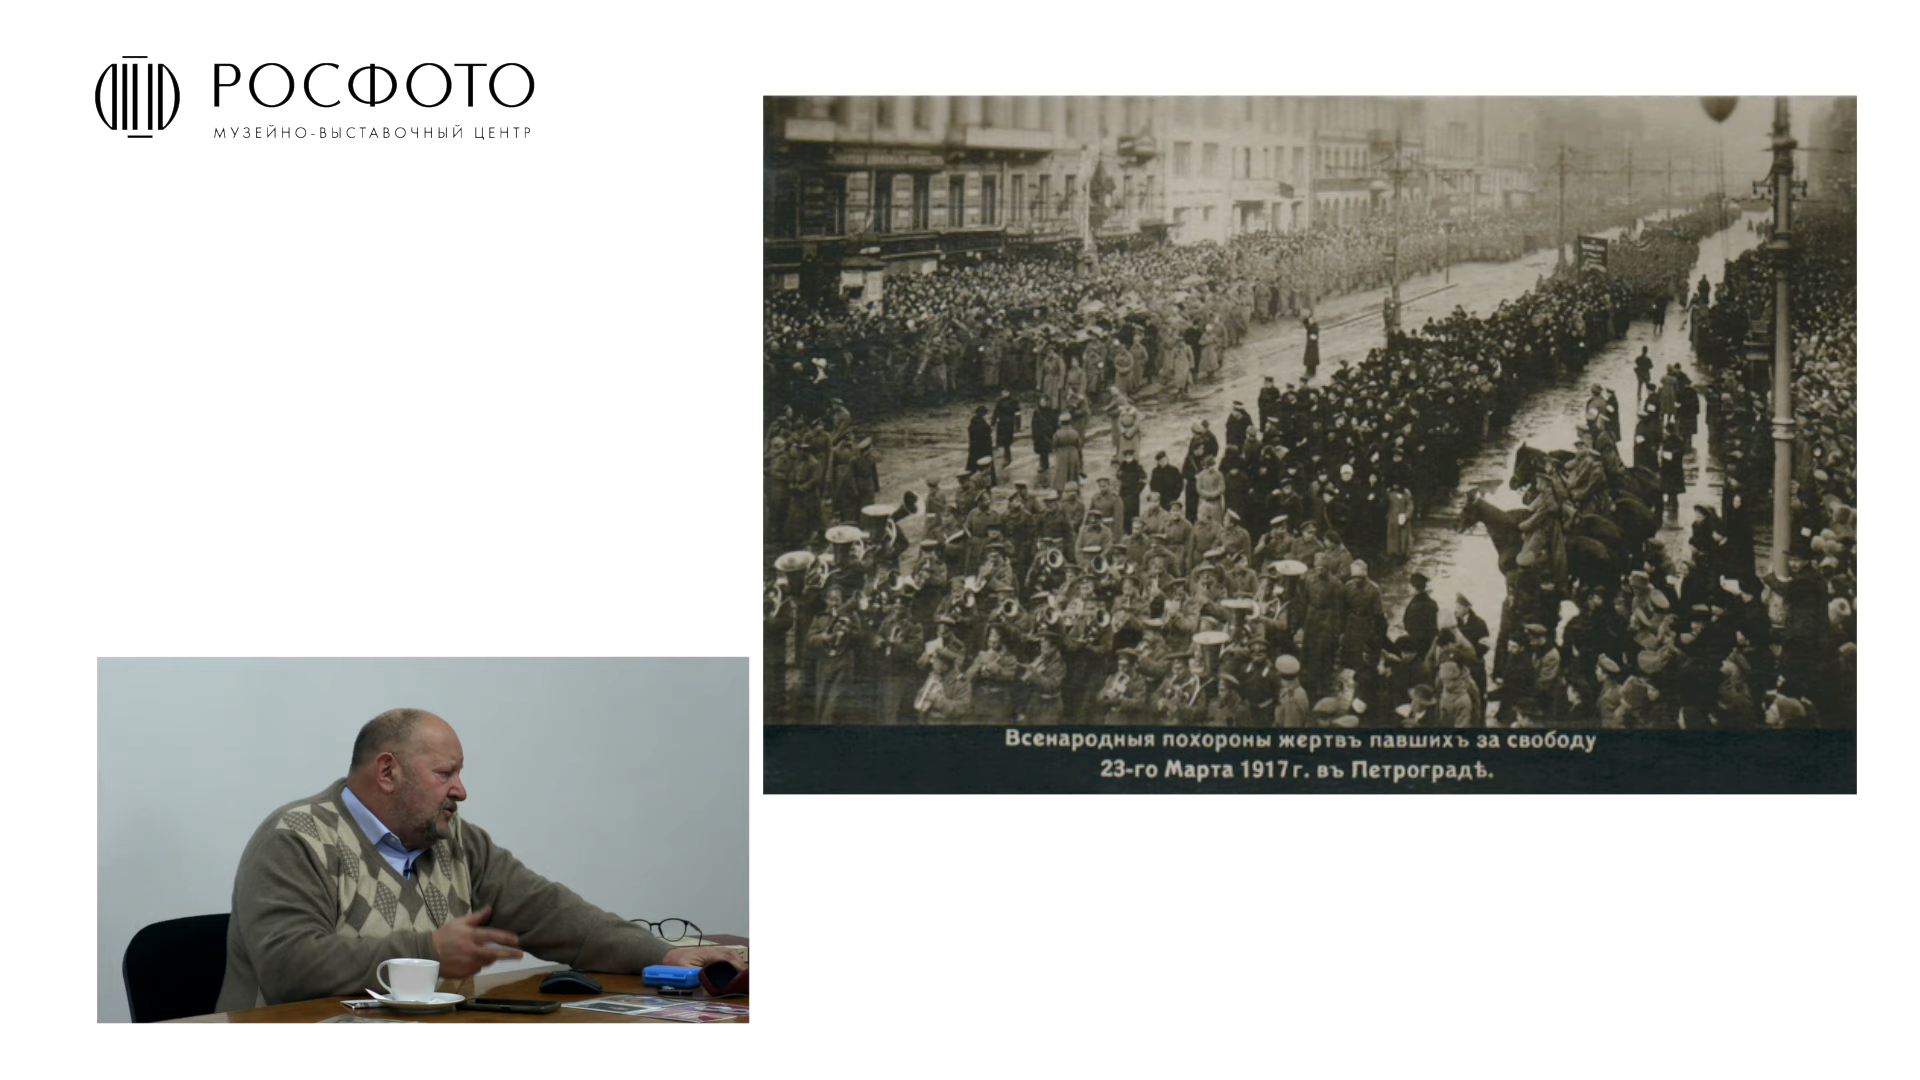 РОСФОТО
МУЗЕЙНО-ВЫСТАВОЧНЫЙ ЦЕНТР
Всенародныя похороны жертвъ павшихъ за свободу
23-го Марта 1917 г. въ Петроградѣ.